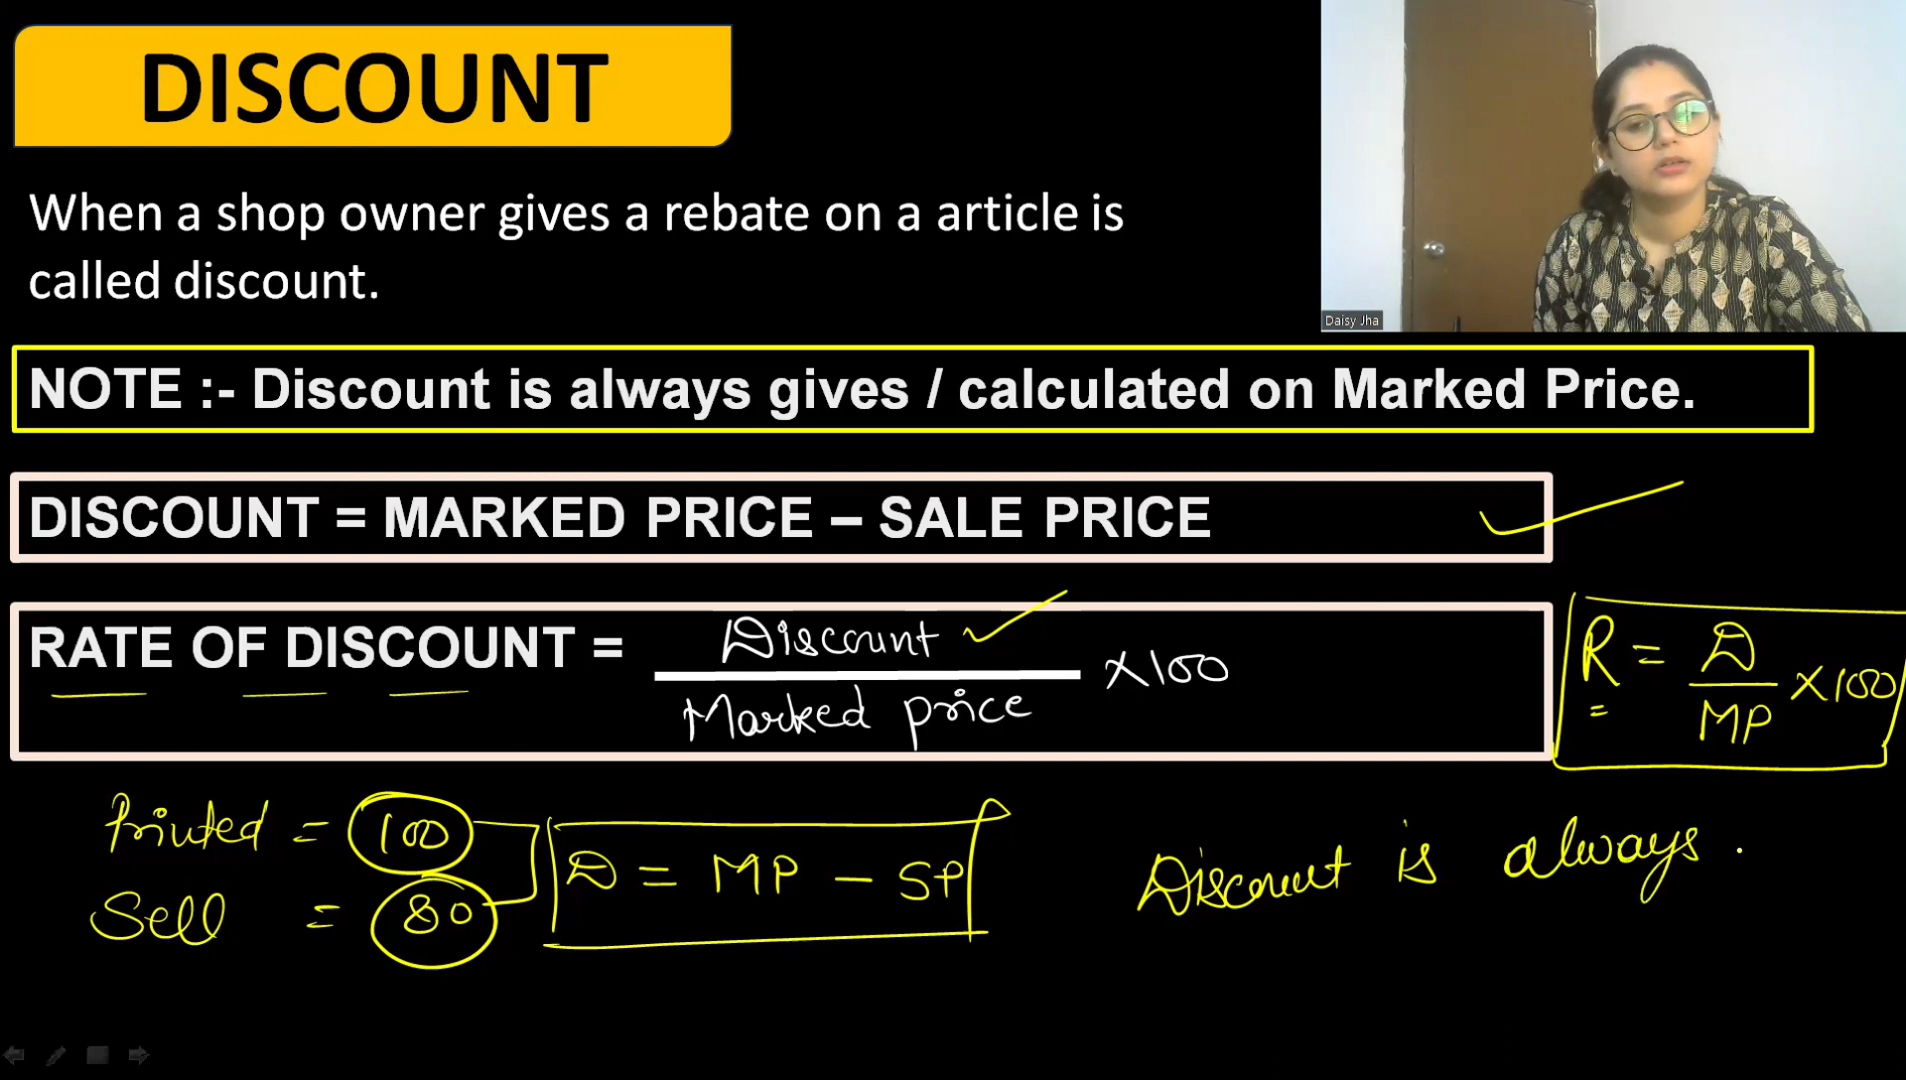 DISCOUNT
When a shop owner gives a rebate on a article is
called discount.
Daisy Jha
NOTE :- Discount is always gives / calculated on Marked Price.
DISCOUNT = MARKED PRICE – SALE PRICE
RATE OF DISCOUNT = Discount / Marked price ×100
R = D / MP ×100
Printed = 100
Sell = 80
D = MP - SP
Discount is always .